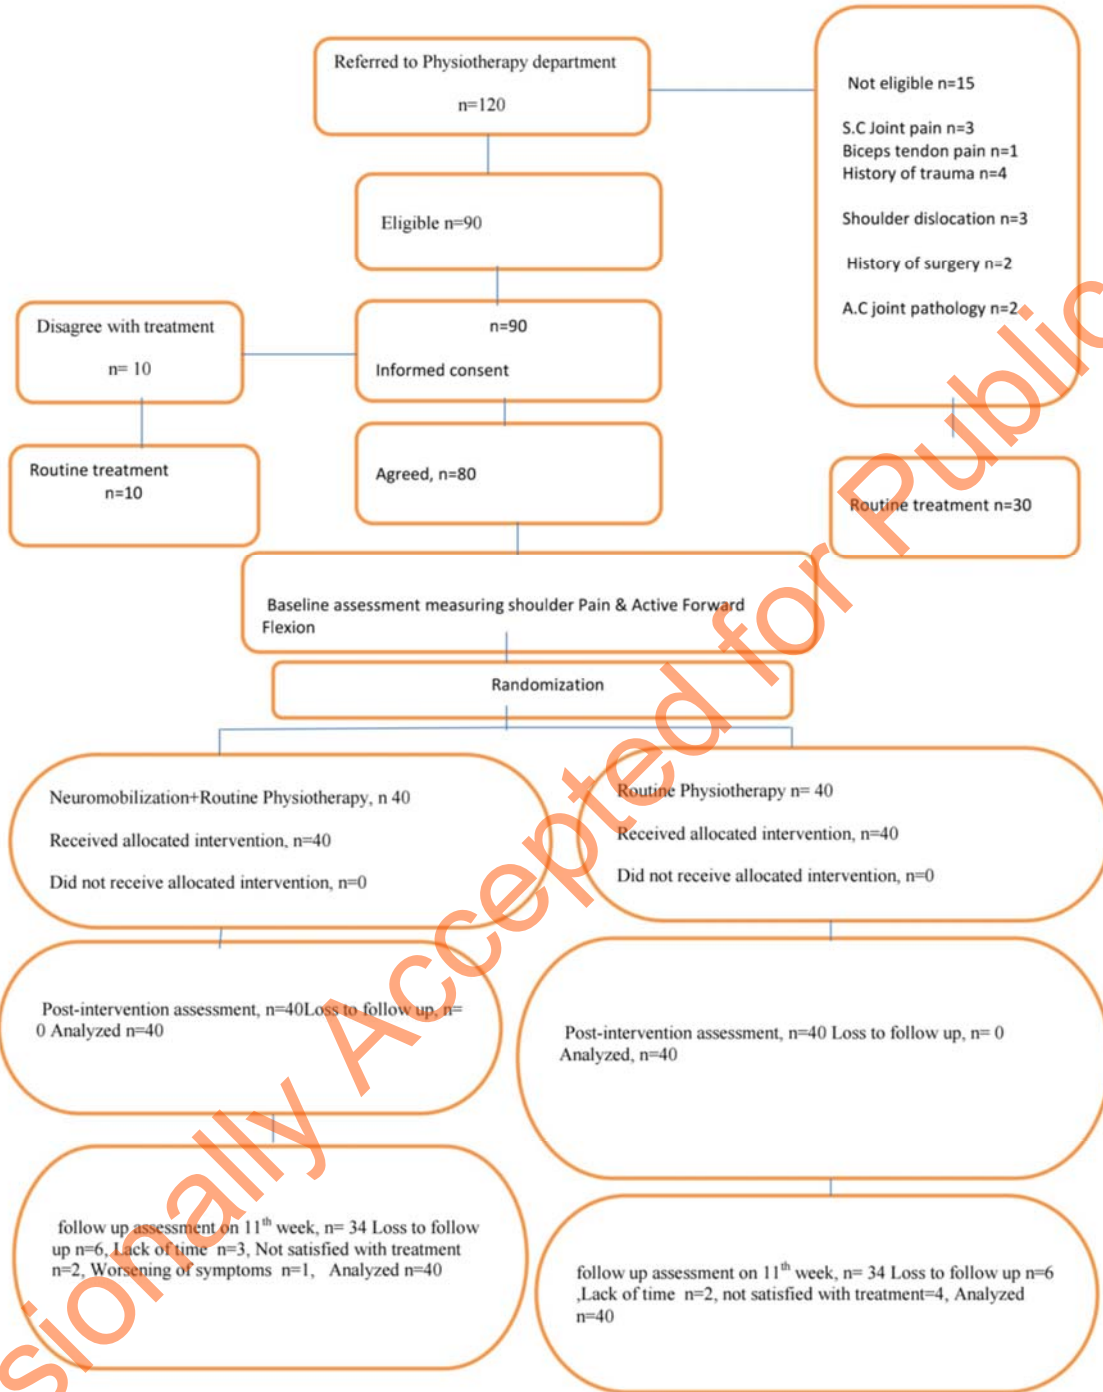 Referred to Physiotherapy department
n=120
Not eligible n=15
S.C Joint pain n=3
Biceps tendon pain n=1
History of trauma n=4
Shoulder dislocation n=3
History of surgery n=2
A.C joint pathology n=2
Eligible n=90
Disagree with treatment
n= 10
n=90
Informed consent
Routine treatment
n=10
Agreed, n=80
Routine treatment n=30
Baseline assessment measuring shoulder Pain & Active Forward
Flexion
Randomization
Neuromobilization+Routine Physiotherapy, n 40
Received allocated intervention, n=40
Did not receive allocated intervention, n=0
Routine Physiotherapy n= 40
Received allocated intervention, n=40
Did not receive allocated intervention, n=0
Post-intervention assessment, n=40Loss to follow up, n=
0 Analyzed n=40
Post-intervention assessment, n=40 Loss to follow up, n= 0
Analyzed, n=40
follow up assessment on 11th week, n= 34 Loss to follow
up n=6, Lack of time n=3, Not satisfied with treatment
n=2, Worsening of symptoms n=1, Analyzed n=40
follow up assessment on 11th week, n= 34 Loss to follow up n=6
,Lack of time n=2, not satisfied with treatment=4, Analyzed
n=40
sionally Accepted for Public